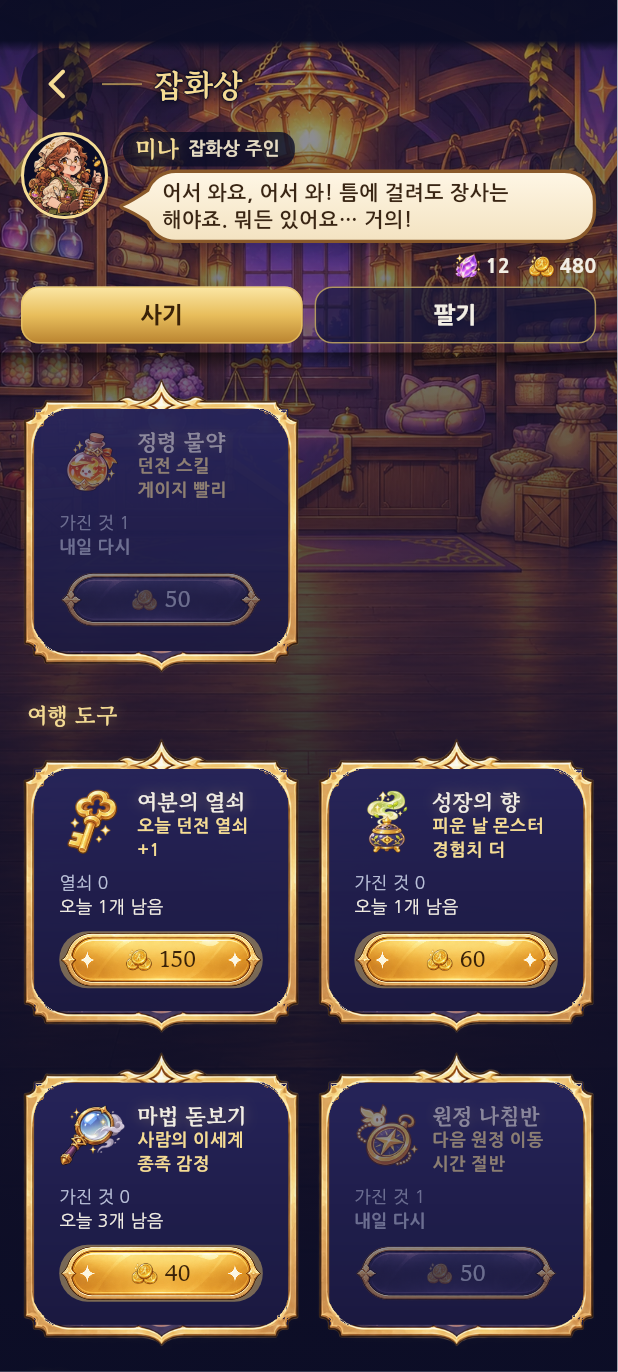 잡화상
미나 잡화상 주인
어서 와요, 어서 와! 틈에 걸려도 장사는
해야죠. 뭐든 있어요… 거의!
12 480
사기 팔기
정령 물약
던전 스킬
게이지 빨리
가진 것 1
내일 다시
50
여행 도구
여분의 열쇠
오늘 던전 열쇠
+1
열쇠 0
오늘 1개 남음
150
성장의 향
피운 날 몬스터
경험치 더
가진 것 0
오늘 1개 남음
60
마법 돋보기
사람의 이세계
종족 감정
가진 것 0
오늘 3개 남음
40
원정 나침반
다음 원정 이동
시간 절반
가진 것 1
내일 다시
50